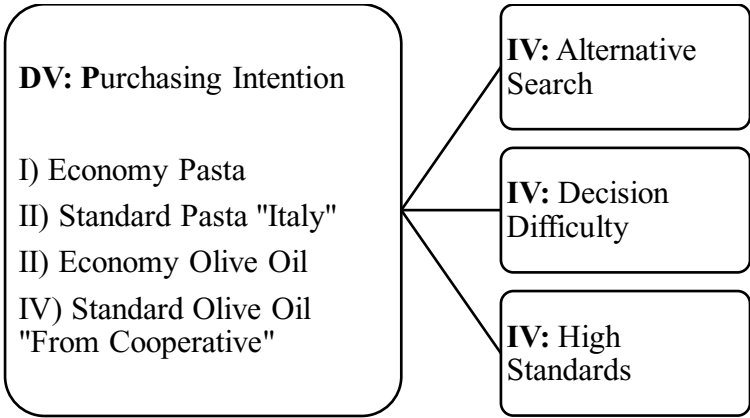 DV: Purchasing Intention
I) Economy Pasta
II) Standard Pasta "Italy"
II) Economy Olive Oil
IV) Standard Olive Oil
"From Cooperative"
IV: Alternative
Search
IV: Decision
Difficulty
IV: High
Standards